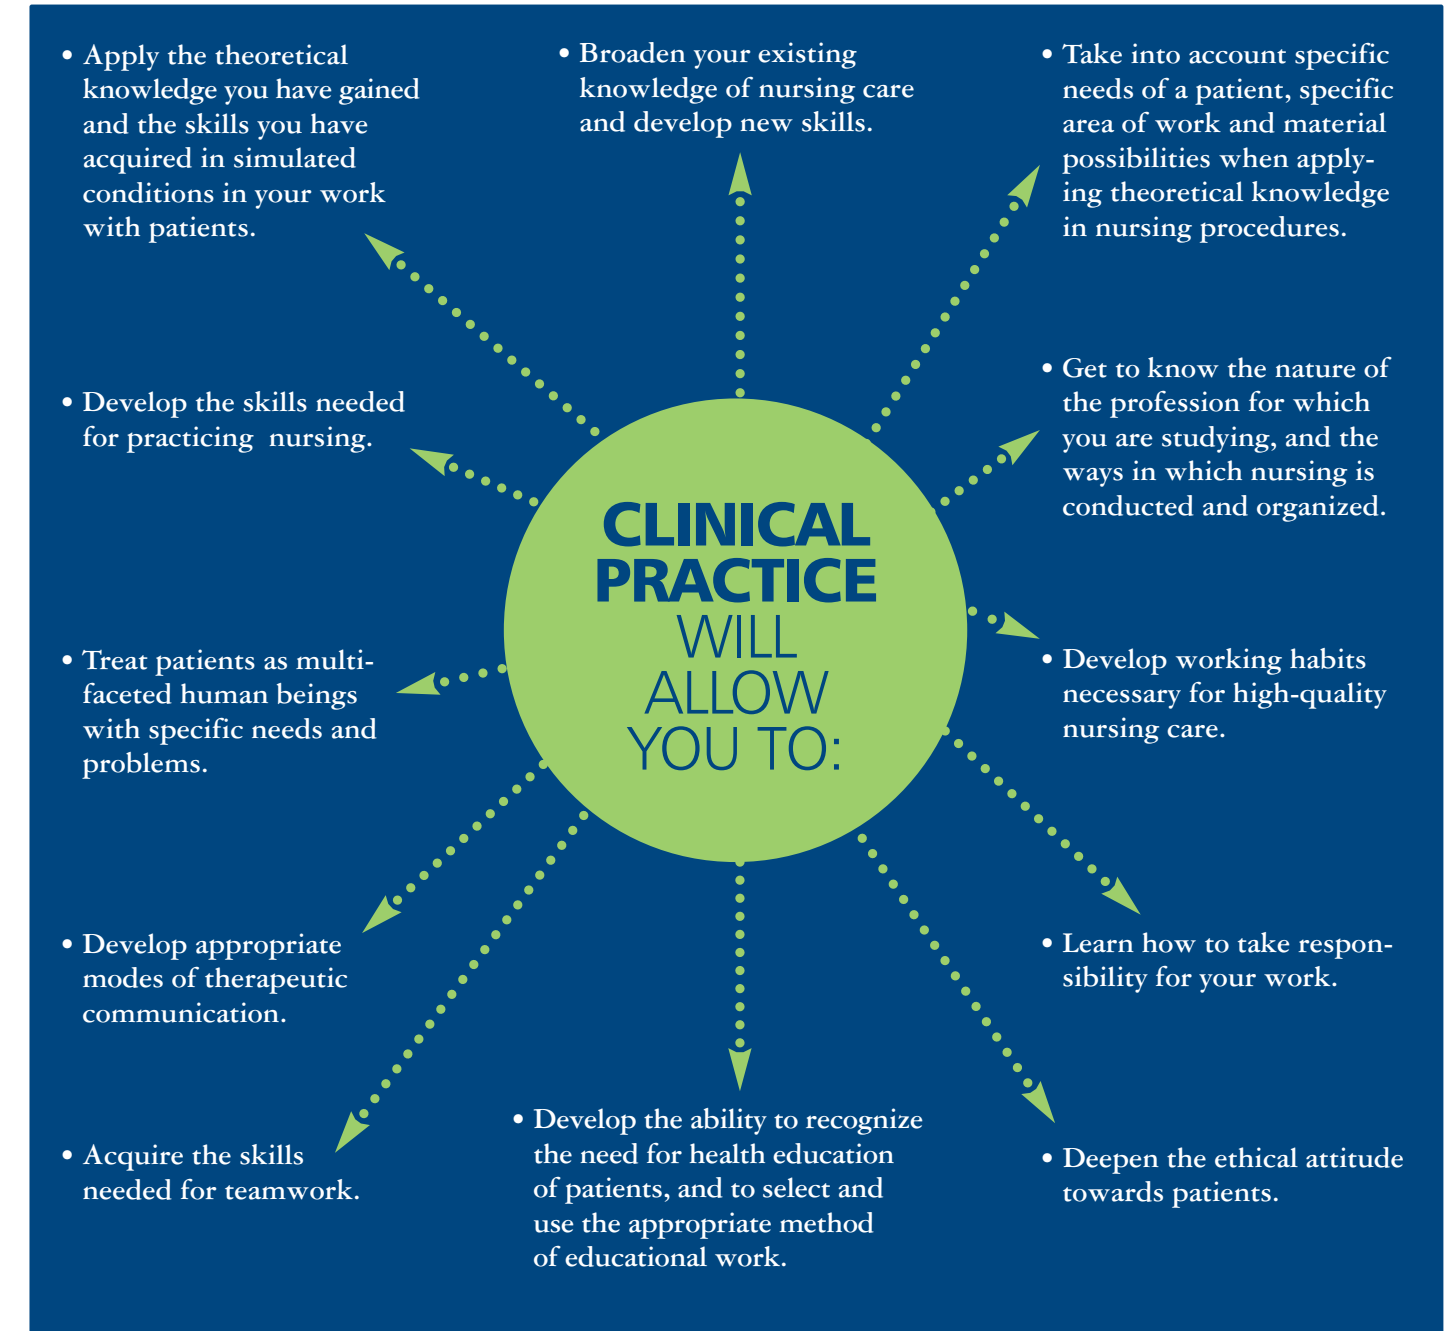 • Apply the theoretical
knowledge you have gained
and the skills you have
acquired in simulated
conditions in your work
with patients.
• Broaden your existing
knowledge of nursing care
and develop new skills.
• Take into account specific
needs of a patient, specific
area of work and material
possibilities when apply-
ing theoretical knowledge
in nursing procedures.
• Develop the skills needed
for practicing  nursing.
• Get to know the nature of
the profession for which
you are studying, and the
ways in which nursing is
conducted and organized.
CLINICAL
PRACTICE
WILL
ALLOW
YOU TO:
• Treat patients as multi-
faceted human beings
with specific needs and
problems.
• Develop working habits
necessary for high-quality
nursing care.
• Develop appropriate
modes of therapeutic
communication.
• Learn how to take respon-
sibility for your work.
• Acquire the skills
needed for teamwork.
• Develop the ability to recognize
the need for health education
of patients, and to select and
use the appropriate method
of educational work.
• Deepen the ethical attitude
towards patients.